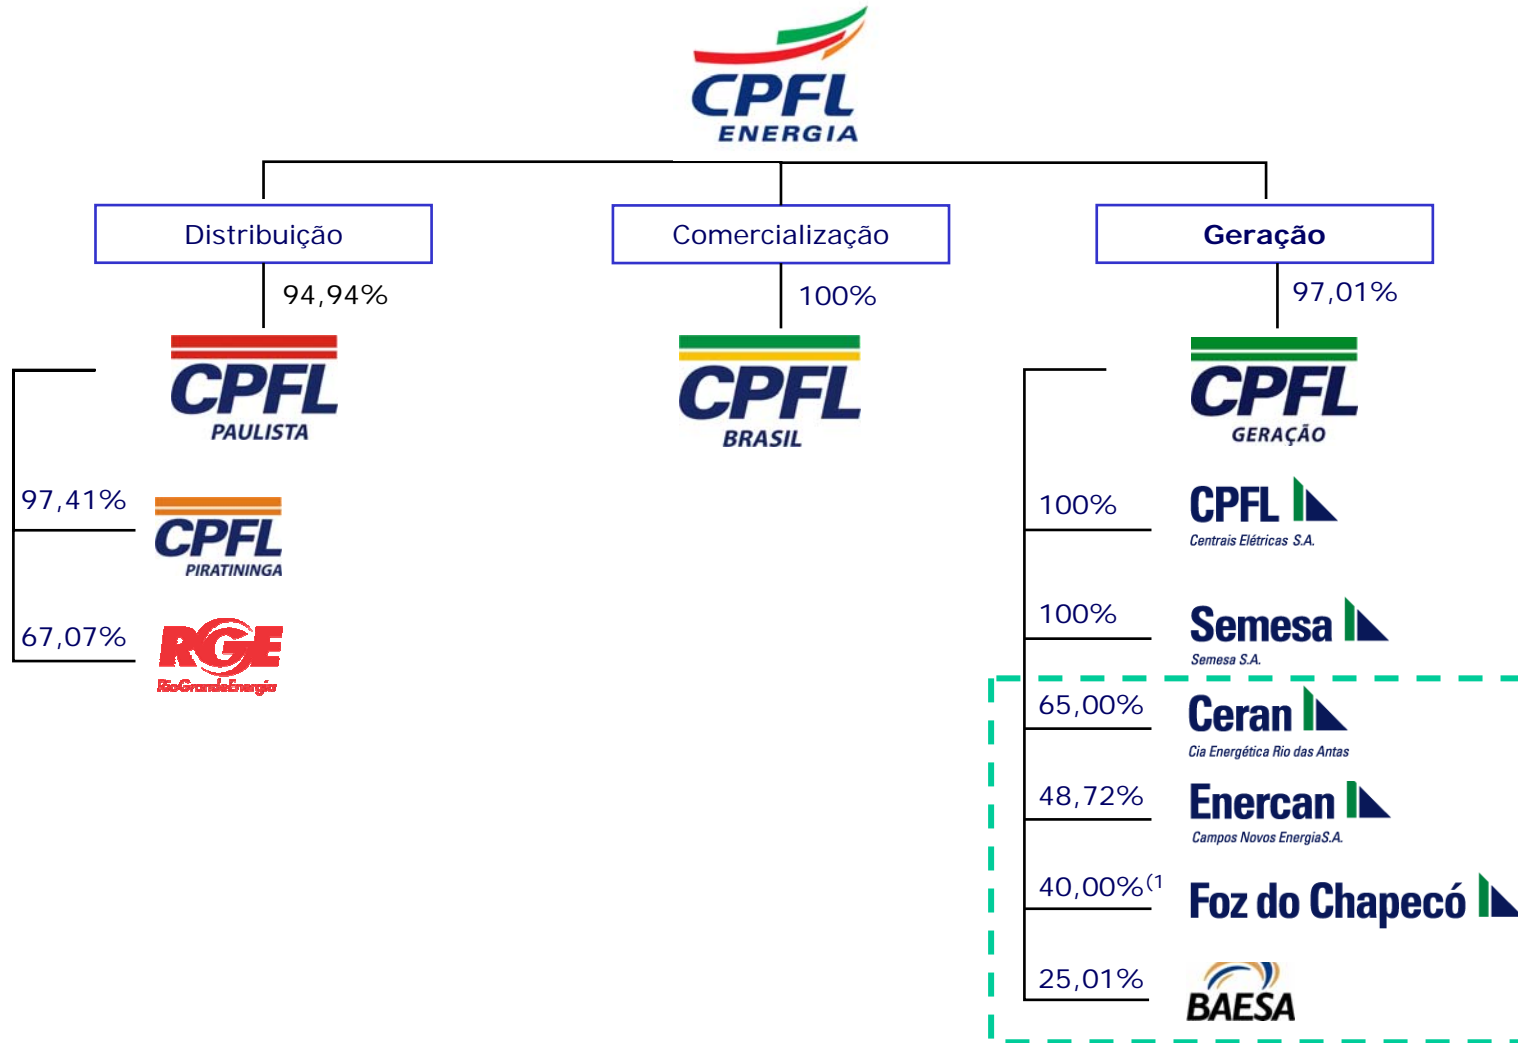 CPFL
ENERGIA
Distribuição
Comercialização
Geração
94,94%
100%
97,01%
CPFL
PAULISTA
CPFL
BRASIL
CPFL
GERAÇÃO
97,41%
CPFL
PIRATININGA
67,07%
RGE
RioGrandeEnergia
100%
CPFL
Centrais Elétricas S.A.
100%
Semesa
Semesa S.A.
65,00%
Ceran
Cia Energética Rio das Antas
48,72%
Enercan
Campos Novos EnergiaS.A.
40,00%(1
Foz do Chapecó
25,01%
BAESA